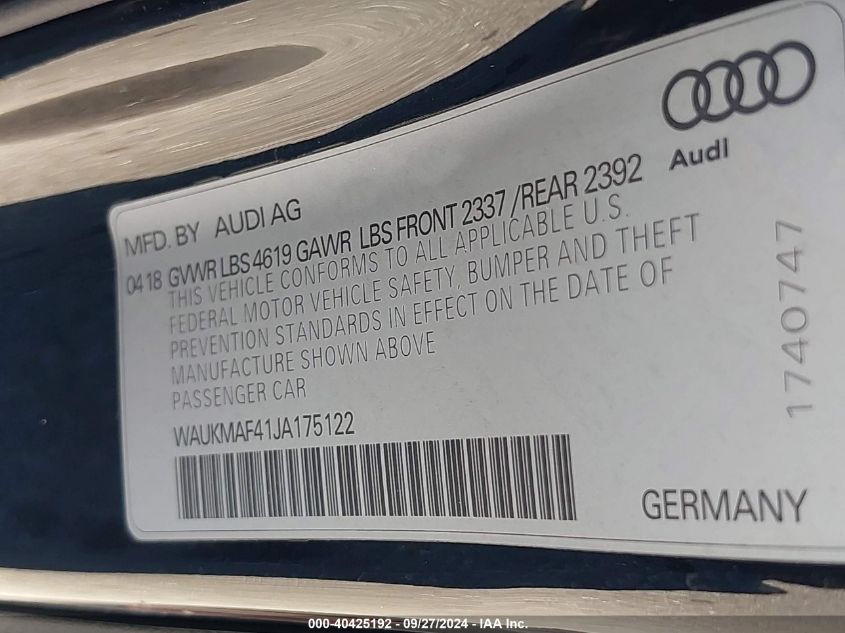 Audi
MFD. BY AUDI AG
04 18 GVWR LBS 4619 GAWR LBS FRONT 2337 / REAR 2392
THIS VEHICLE CONFORMS TO ALL APPLICABLE U.S.
FEDERAL MOTOR VEHICLE SAFETY, BUMPER AND THEFT
PREVENTION STANDARDS IN EFFECT ON THE DATE OF
MANUFACTURE SHOWN ABOVE
PASSENGER CAR
WAUKMAF41JA175122
1740747
GERMANY
000-40425192 - 09/27/2024 - IAA Inc.